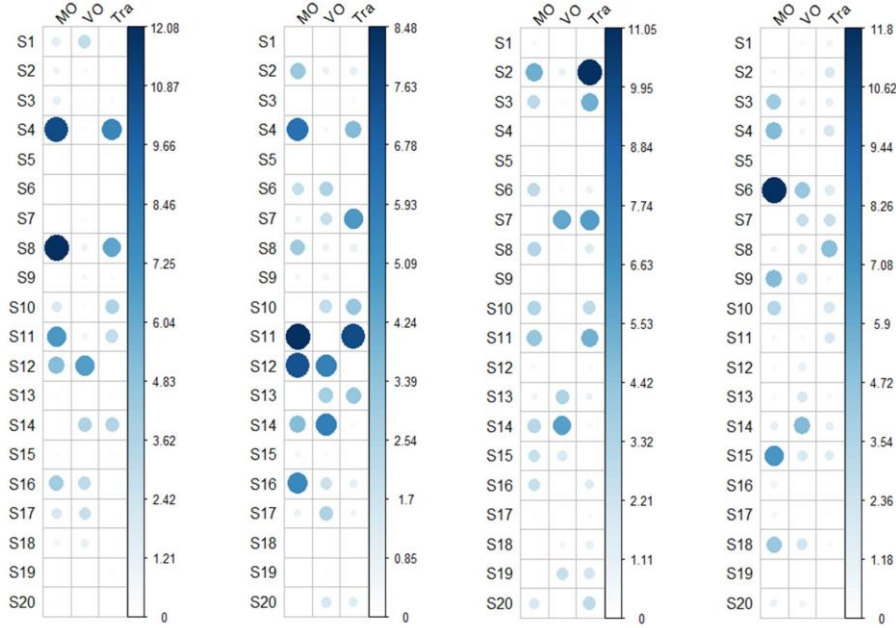 MO VO Tra
S1
S2
S3
S4
S5
S6
S7
S8
S9
S10
S11
S12
S13
S14
S15
S16
S17
S18
S19
S20
12.08
10.87
9.66
8.46
7.25
6.04
4.83
3.62
2.42
1.21
0
MO VO Tra
S1
S2
S3
S4
S5
S6
S7
S8
S9
S10
S11
S12
S13
S14
S15
S16
S17
S18
S19
S20
8.48
7.63
6.78
5.93
5.09
4.24
3.39
2.54
1.7
0.85
0
MO VO Tra
S1
S2
S3
S4
S5
S6
S7
S8
S9
S10
S11
S12
S13
S14
S15
S16
S17
S18
S19
S20
11.05
9.95
8.84
7.74
6.63
5.53
4.42
3.32
2.21
1.11
0
MO VO Tra
S1
S2
S3
S4
S5
S6
S7
S8
S9
S10
S11
S12
S13
S14
S15
S16
S17
S18
S19
S20
11.8
10.62
9.44
8.26
7.08
5.9
4.72
3.54
2.36
1.18
0